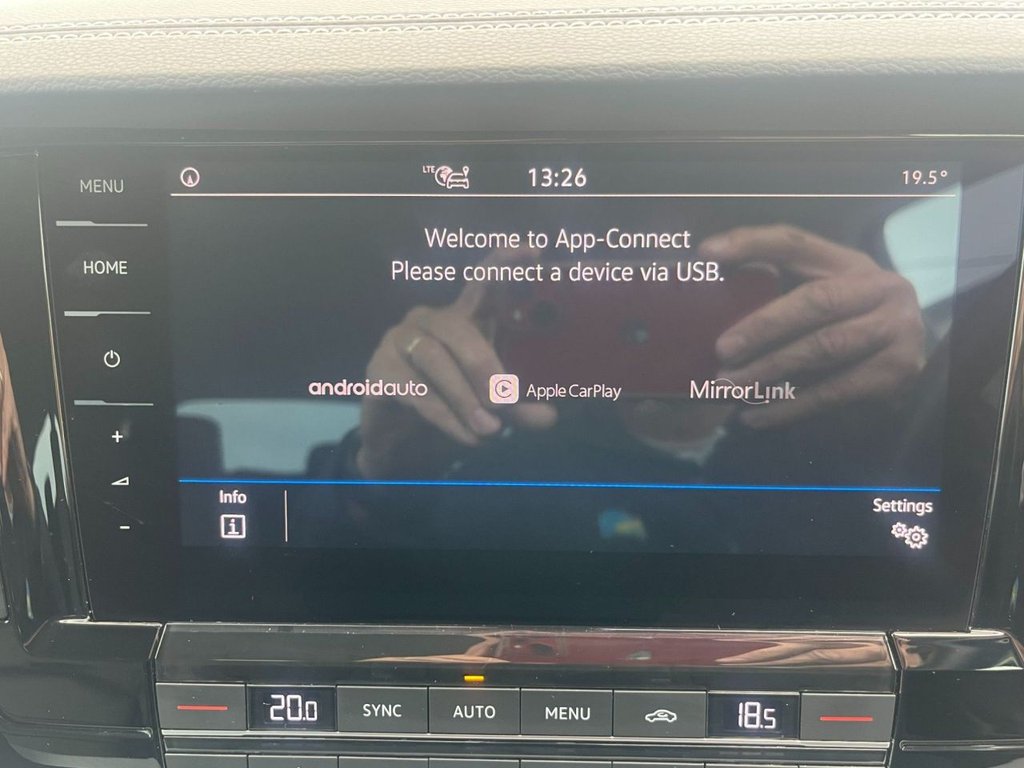 MENU
HOME
+
-
LTE
13:26
19.5°
Welcome to App-Connect
Please connect a device via USB.
androidauto
Apple CarPlay
MirrorLink
Info
i
Settings
20.0
SYNC
AUTO
MENU
18.5